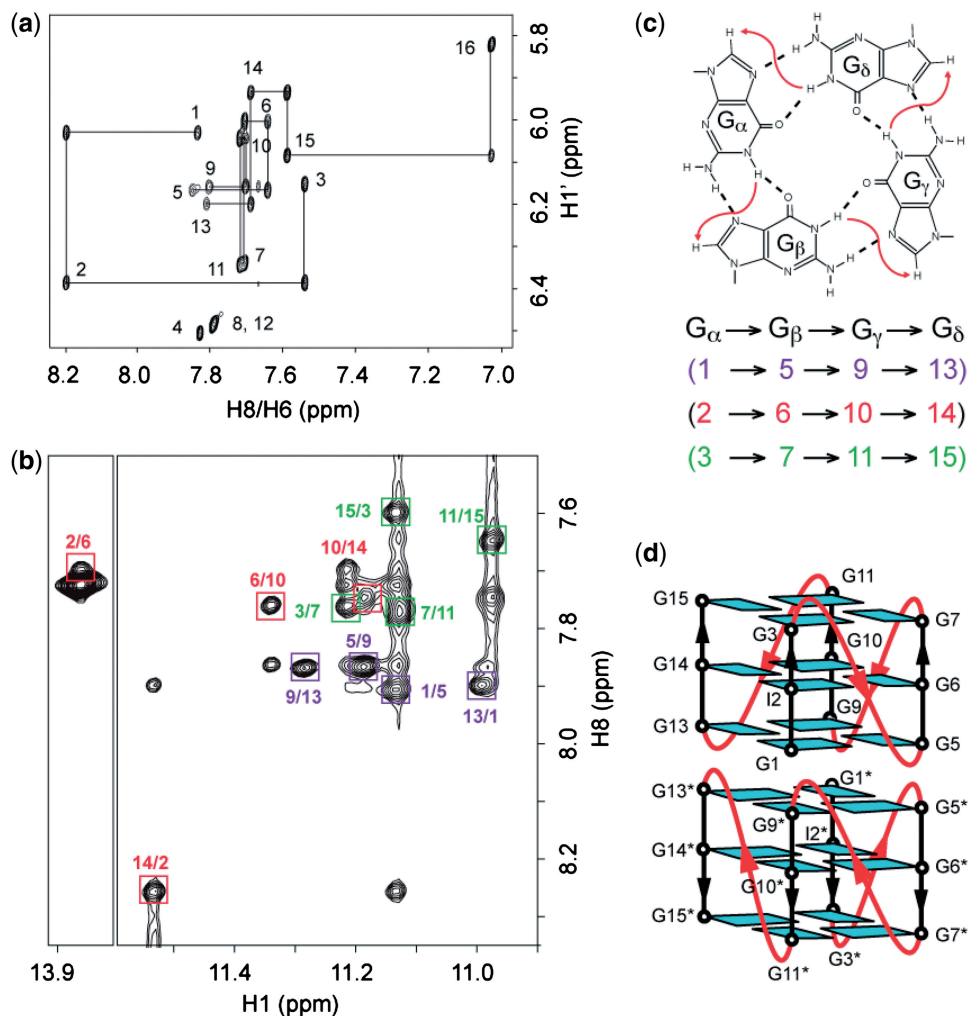 (a)
5.8
6.0
6.2
6.4
H1' (ppm)
16
14
1
6
15
10
9
5
3
13
11
7
2
4
8, 12
8.2 8.0 7.8 7.6 7.4 7.2 7.0
H8/H6 (ppm)
(b)
7.6
7.8
8.0
8.2
H8 (ppm)
15/3
11/15
2/6
10/14
6/10
3/7
7/11
5/9
9/13
1/5
13/1
14/2
13.9 11.4 11.2 11.0
H1 (ppm)
(c)
H N H N N
H N N H
N O N
Gδ
Gα
N N O
N N H
H N H
O N H
H N N
Gγ
O N
N N
H N O N H
Gβ
N N N H
H
Gα → Gβ → Gγ → Gδ
(1 → 5 → 9 → 13)
(2 → 6 → 10 → 14)
(3 → 7 → 11 → 15)
(d)
G11
G15
G7
G3
G10
G14
G6
I2
G9
G13
G5
G1
G1*
G13*
G5*
G9*
I2*
G14*
G6*
G10*
G15*
G7*
G11*
G3*